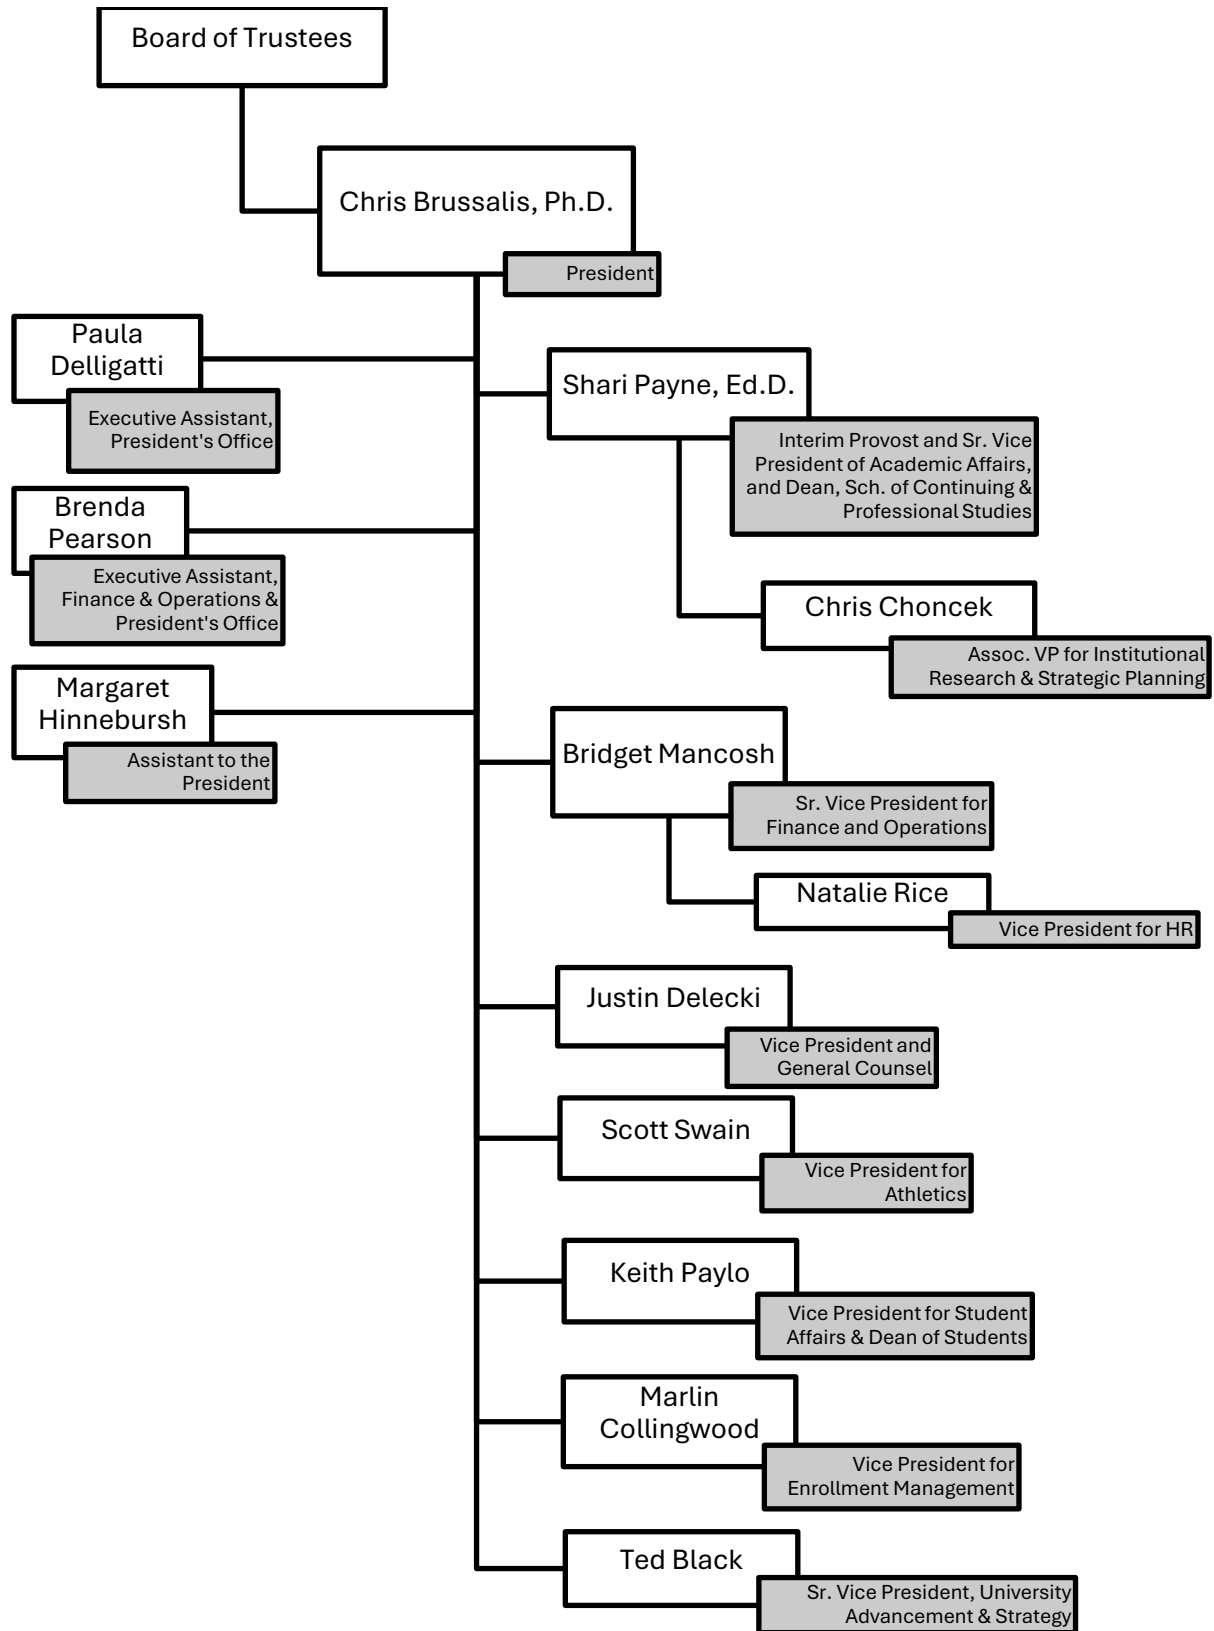 Board of Trustees
Chris Brussalis, Ph.D.
President
Paula
Delligatti
Executive Assistant,
President's Office
Brenda
Pearson
Executive Assistant,
Finance & Operations &
President's Office
Margaret
Hinnebursh
Assistant to the
President
Shari Payne, Ed.D.
Interim Provost and Sr. Vice
President of Academic Affairs,
and Dean, Sch. of Continuing &
Professional Studies
Chris Choncek
Assoc. VP for Institutional
Research & Strategic Planning
Bridget Mancosh
Sr. Vice President for
Finance and Operations
Natalie Rice
Vice President for HR
Justin Delecki
Vice President and
General Counsel
Scott Swain
Vice President for
Athletics
Keith Paylo
Vice President for Student
Affairs & Dean of Students
Marlin
Collingwood
Vice President for
Enrollment Management
Ted Black
Sr. Vice President, University
Advancement & Strategy